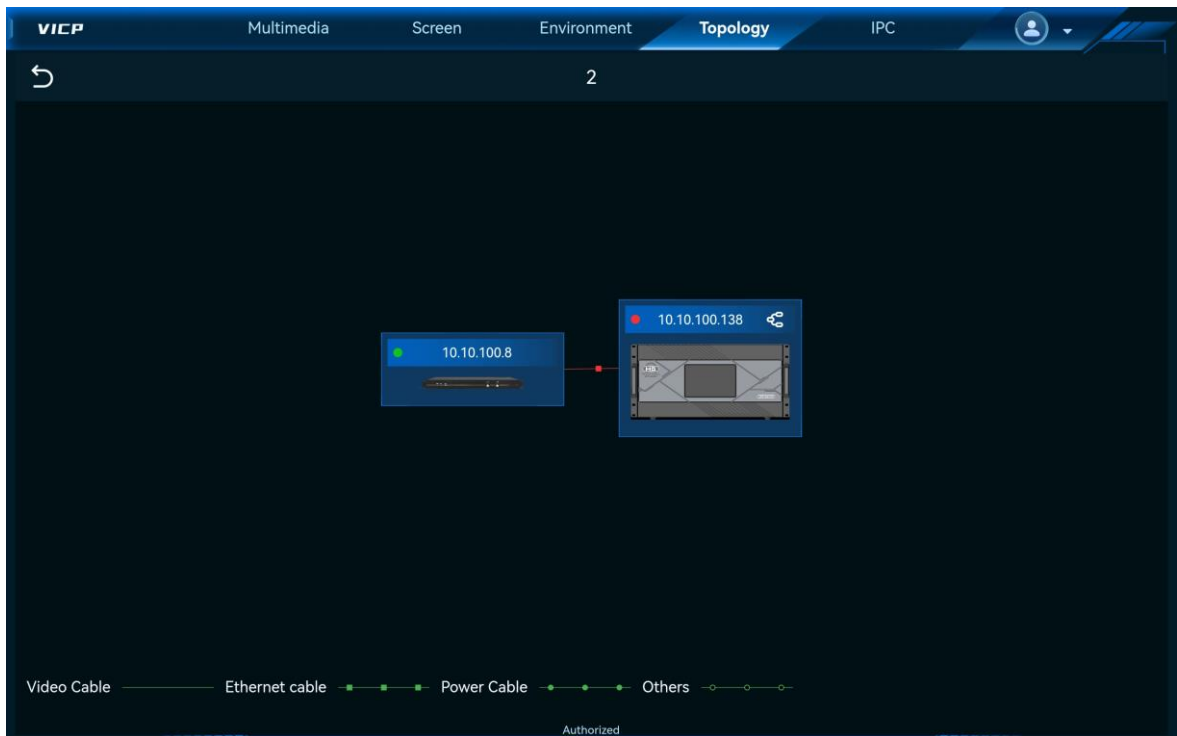 VICP Multimedia Screen Environment Topology IPC
2
10.10.100.138
10.10.100.8
Video Cable Ethernet cable Power Cable Others
Authorized